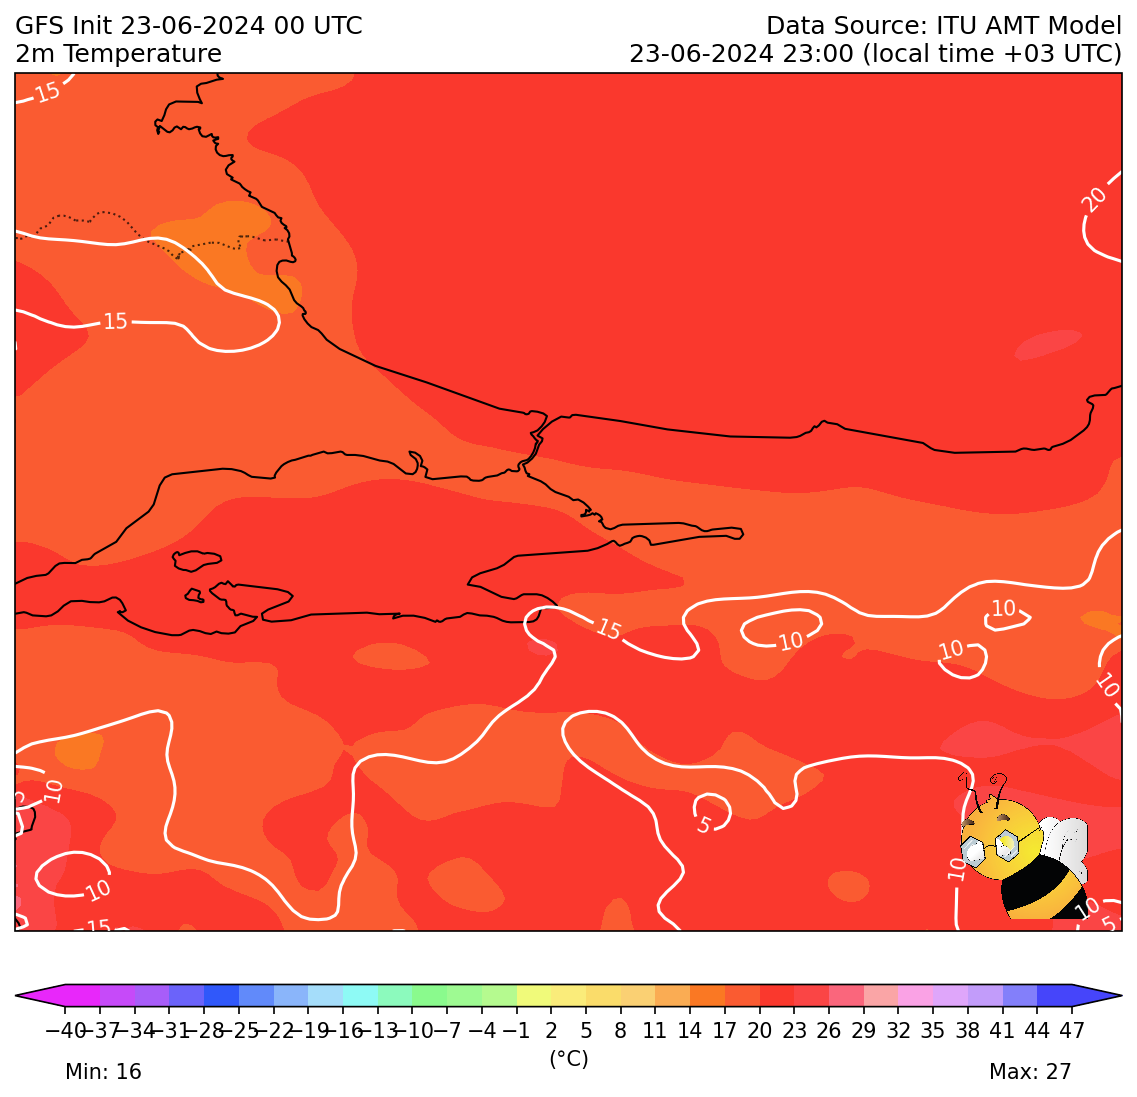 GFS Init 23-06-2024 00 UTC
Data Source: ITU AMT Model
2m Temperature
23-06-2024 23:00 (local time +03 UTC)
15
20
15
10
15
10
10
10
10
5
5
10
10
10
15
5
−40 −37 −34 −31 −28 −25 −22 −19 −16 −13 −10 −7 −4 −1 2 5 8 11 14 17 20 23 26 29 32 35 38 41 44 47
(°C)
Min: 16
Max: 27